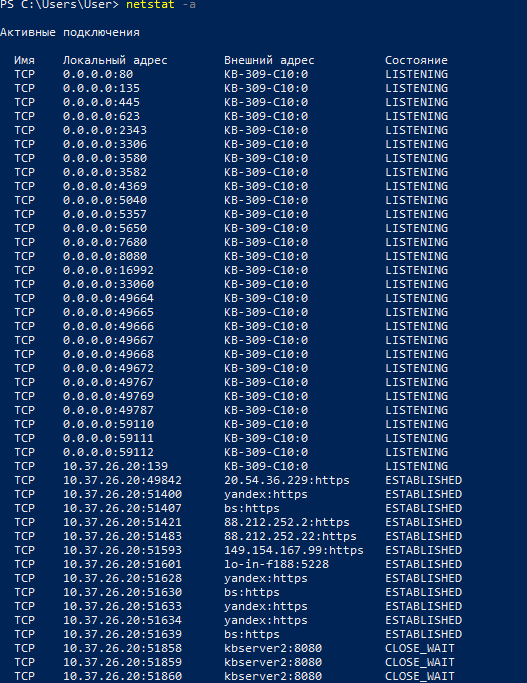 PS C:\Users\User> netstat -a
Активные подключения
Имя Локальный адрес Внешний адрес Состояние
TCP 0.0.0.0:80 KB-309-C10:0 LISTENING
TCP 0.0.0.0:135 KB-309-C10:0 LISTENING
TCP 0.0.0.0:445 KB-309-C10:0 LISTENING
TCP 0.0.0.0:623 KB-309-C10:0 LISTENING
TCP 0.0.0.0:2343 KB-309-C10:0 LISTENING
TCP 0.0.0.0:3306 KB-309-C10:0 LISTENING
TCP 0.0.0.0:3580 KB-309-C10:0 LISTENING
TCP 0.0.0.0:3582 KB-309-C10:0 LISTENING
TCP 0.0.0.0:4369 KB-309-C10:0 LISTENING
TCP 0.0.0.0:5040 KB-309-C10:0 LISTENING
TCP 0.0.0.0:5357 KB-309-C10:0 LISTENING
TCP 0.0.0.0:5650 KB-309-C10:0 LISTENING
TCP 0.0.0.0:7680 KB-309-C10:0 LISTENING
TCP 0.0.0.0:8080 KB-309-C10:0 LISTENING
TCP 0.0.0.0:16992 KB-309-C10:0 LISTENING
TCP 0.0.0.0:33060 KB-309-C10:0 LISTENING
TCP 0.0.0.0:49664 KB-309-C10:0 LISTENING
TCP 0.0.0.0:49665 KB-309-C10:0 LISTENING
TCP 0.0.0.0:49666 KB-309-C10:0 LISTENING
TCP 0.0.0.0:49667 KB-309-C10:0 LISTENING
TCP 0.0.0.0:49668 KB-309-C10:0 LISTENING
TCP 0.0.0.0:49672 KB-309-C10:0 LISTENING
TCP 0.0.0.0:49767 KB-309-C10:0 LISTENING
TCP 0.0.0.0:49769 KB-309-C10:0 LISTENING
TCP 0.0.0.0:49787 KB-309-C10:0 LISTENING
TCP 0.0.0.0:59110 KB-309-C10:0 LISTENING
TCP 0.0.0.0:59111 KB-309-C10:0 LISTENING
TCP 0.0.0.0:59112 KB-309-C10:0 LISTENING
TCP 10.37.26.20:139 KB-309-C10:0 LISTENING
TCP 10.37.26.20:49842 20.54.36.229:https ESTABLISHED
TCP 10.37.26.20:51400 yandex:https ESTABLISHED
TCP 10.37.26.20:51407 bs:https ESTABLISHED
TCP 10.37.26.20:51421 88.212.252.2:https ESTABLISHED
TCP 10.37.26.20:51483 88.212.252.22:https ESTABLISHED
TCP 10.37.26.20:51593 149.154.167.99:https ESTABLISHED
TCP 10.37.26.20:51601 lo-in-f188:5228 ESTABLISHED
TCP 10.37.26.20:51628 yandex:https ESTABLISHED
TCP 10.37.26.20:51630 bs:https ESTABLISHED
TCP 10.37.26.20:51633 yandex:https ESTABLISHED
TCP 10.37.26.20:51634 yandex:https ESTABLISHED
TCP 10.37.26.20:51639 bs:https ESTABLISHED
TCP 10.37.26.20:51858 kbserver2:8080 CLOSE_WAIT
TCP 10.37.26.20:51859 kbserver2:8080 CLOSE_WAIT
TCP 10.37.26.20:51860 kbserver2:8080 CLOSE_WAIT